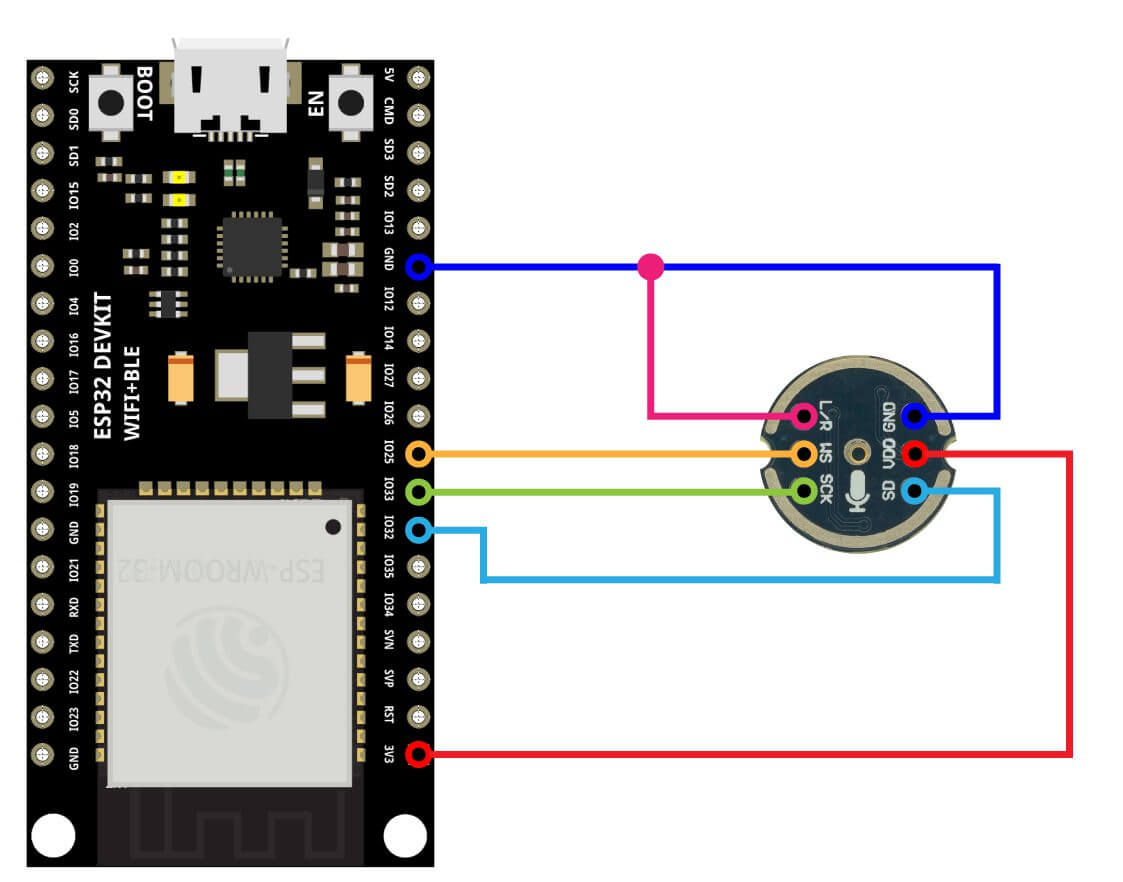 SCK
SD0
SD1
IO15
IO2
IO0
IO4
IO16
IO17
IO5
IO18
IO19
GND
IO21
RXD
TXD
IO22
IO23
GND
BOOT
EN
ESP32 DEVKIT
WIFI+BLE
ESP-WROOM-32
5V
CMD
SD3
SD2
IO13
GND
IO12
IO14
IO27
IO26
IO25
IO33
IO32
IO35
IO34
SVN
SVP
RST
3V3
L/R
WS
SCK
GND
VDD
SD